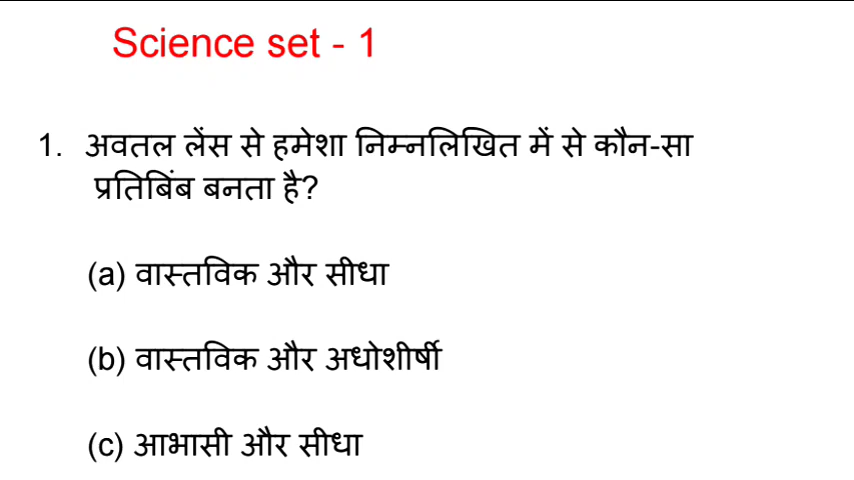 Science set - 1
1. अवतल लेंस से हमेशा निम्नलिखित में से कौन-सा
प्रतिबिंब बनता है?
(a) वास्तविक और सीधा
(b) वास्तविक और अधोशीर्षी
(c) आभासी और सीधा